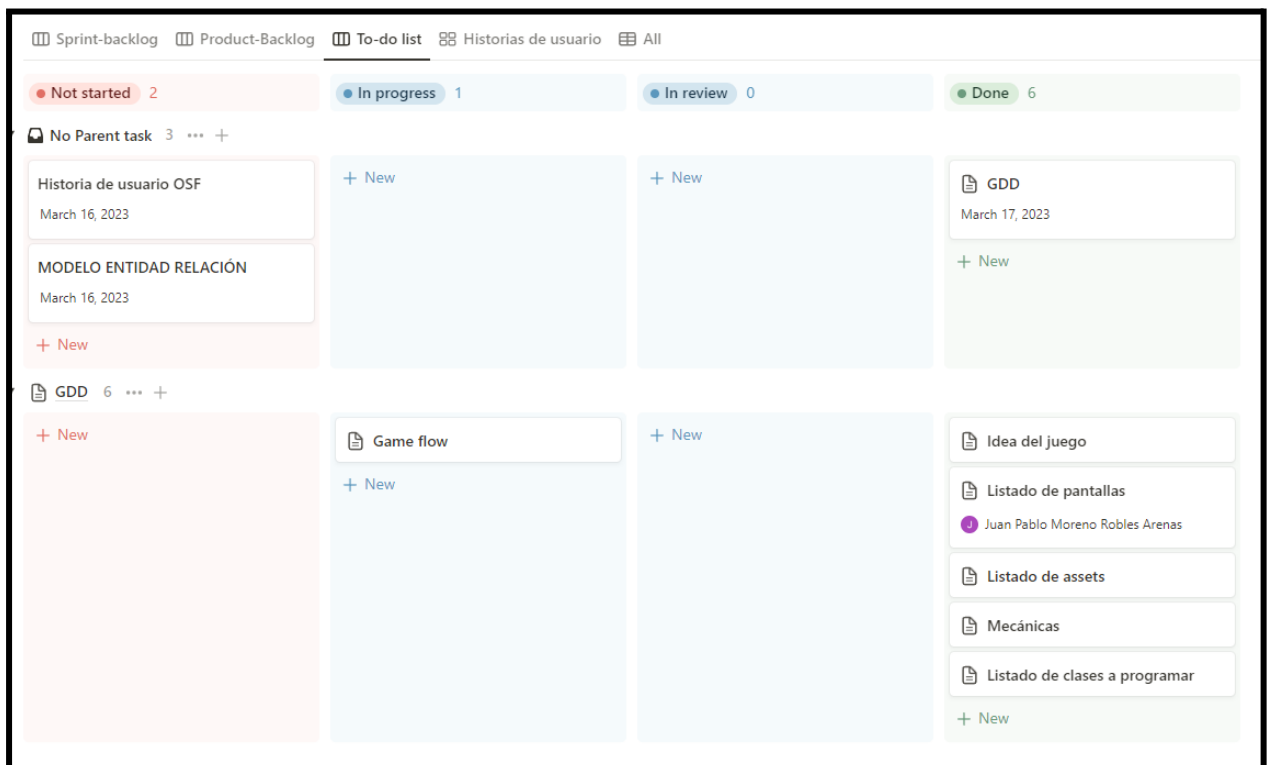 Sprint-backlog Product-Backlog To-do list Historias de usuario All
Not started 2 In progress 1 In review 0 Done 6
No Parent task 3 ••• +
Historia de usuario OSF
March 16, 2023
+ New
+ New
GDD
March 17, 2023
MODELO ENTIDAD RELACIÓN
March 16, 2023
+ New
+ New
GDD 6 ••• +
+ New
Game flow
+ New
+ New
Idea del juego
Listado de pantallas
J Juan Pablo Moreno Robles Arenas
Listado de assets
Mecánicas
Listado de clases a programar
+ New